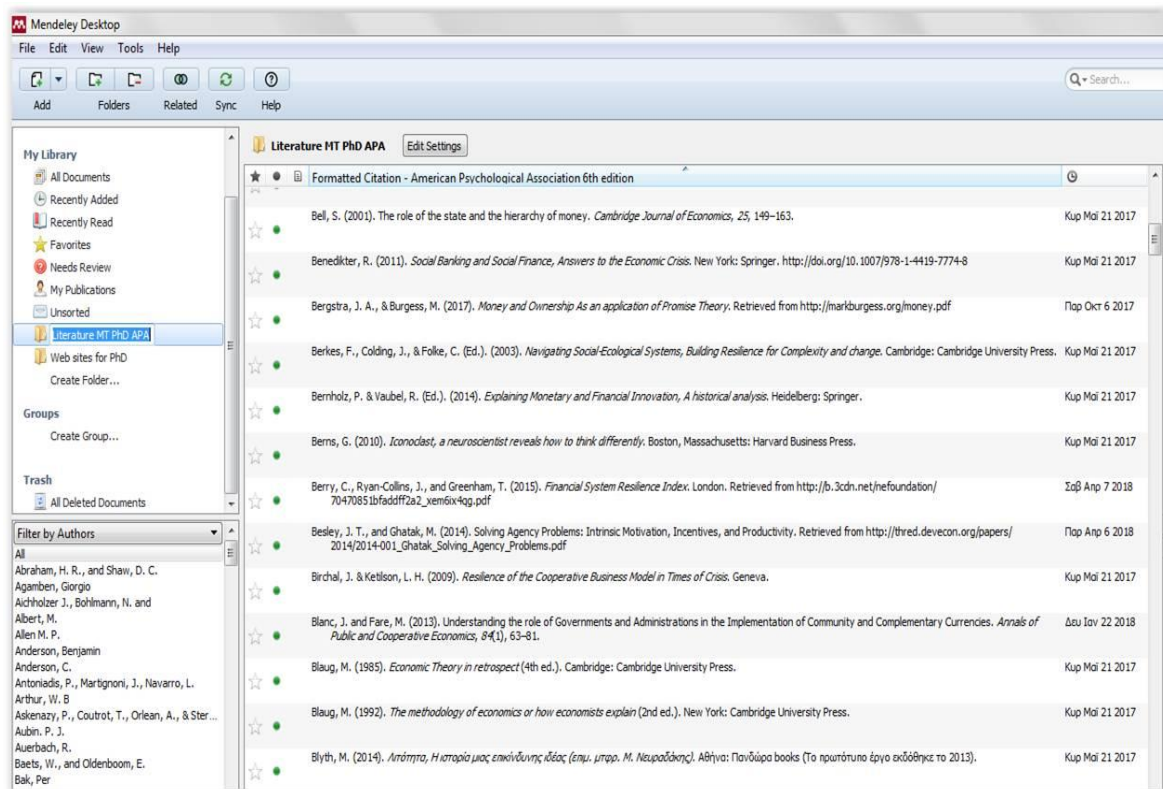 Mendeley Desktop
File Edit View Tools Help
Search...
Add Folders Related Sync Help
My Library
All Documents
Recently Added
Recently Read
Favorites
Needs Review
My Publications
Unsorted
Literature MT PhD APA
Web sites for PhD
Create Folder...
Groups
Create Group...
Trash
All Deleted Documents
Filter by Authors
All
Abraham, H. R., and Shaw, D. C.
Agamben, Giorgio
Aichholzer J., Bohlmann, N. and
Albert, M.
Allen M. P.
Anderson, Benjamin
Anderson, C.
Antoniadis, P., Martignoni, J., Navarro, L.
Arthur, W. B
Askenazy, P., Coutrot, T., Orlean, A., & Ster...
Aubin. P. J.
Auerbach, R.
Baets, W., and Oldenboom, E.
Bak, Per
Literature MT PhD APA Edit Settings
Formatted Citation - American Psychological Association 6th edition
Bell, S. (2001). The role of the state and the hierarchy of money. Cambridge Journal of Economics, 25, 149–163. Κυρ Μαϊ 21 2017
Benedikter, R. (2011). Social Banking and Social Finance, Answers to the Economic Crisis. New York: Springer. http://doi.org/10.1007/978-1-4419-7774-8 Κυρ Μαϊ 21 2017
Bergstra, J. A., & Burgess, M. (2017). Money and Ownership As an application of Promise Theory. Retrieved from http://markburgess.org/money.pdf Παρ Οκτ 6 2017
Berkes, F., Colding, J., & Folke, C. (Ed.). (2003). Navigating Social-Ecological Systems, Building Resilience for Complexity and change. Cambridge: Cambridge University Press. Κυρ Μαϊ 21 2017
Bernholz, P. & Vaubel, R. (Ed.). (2014). Explaining Monetary and Financial Innovation, A historical analysis. Heidelberg: Springer. Κυρ Μαϊ 21 2017
Berns, G. (2010). Iconoclast, a neuroscientist reveals how to think differently. Boston, Massachusetts: Harvard Business Press. Κυρ Μαϊ 21 2017
Berry, C., Ryan-Collins, J., and Greenham, T. (2015). Financial System Resilience Index. London. Retrieved from http://b.3cdn.net/nefoundation/ Σαβ Απρ 7 2018
70470851bfaddff2a2_xem6ix4qg.pdf
Besley, J. T., and Ghatak, M. (2014). Solving Agency Problems: Intrinsic Motivation, Incentives, and Productivity. Retrieved from http://thred.devecon.org/papers/ Παρ Απρ 6 2018
2014/2014-001_Ghatak_Solving_Agency_Problems.pdf
Birchal, J. & Ketilson, L. H. (2009). Resilience of the Cooperative Business Model in Times of Crisis. Geneva. Κυρ Μαϊ 21 2017
Blanc, J. and Fare, M. (2013). Understanding the role of Governments and Administrations in the Implementation of Community and Complementary Currencies. Annals of Δευ Ιαν 22 2018
Public and Cooperative Economics, 84(1), 63–81.
Blaug, M. (1985). Economic Theory in retrospect (4th ed.). Cambridge: Cambridge University Press. Κυρ Μαϊ 21 2017
Blaug, M. (1992). The methodology of economics or how economists explain (2nd ed.). New York: Cambridge University Press. Κυρ Μαϊ 21 2017
Blyth, M. (2014). Λιτότητα, Η ιστορία μιας επικίνδυνης ιδέας (επιμ. μτφρ. Μ. Νευραδάκης). Αθήνα: Πανδώρα books (Το πρωτότυπο έργο εκδόθηκε το 2013). Κυρ Μαϊ 21 2017